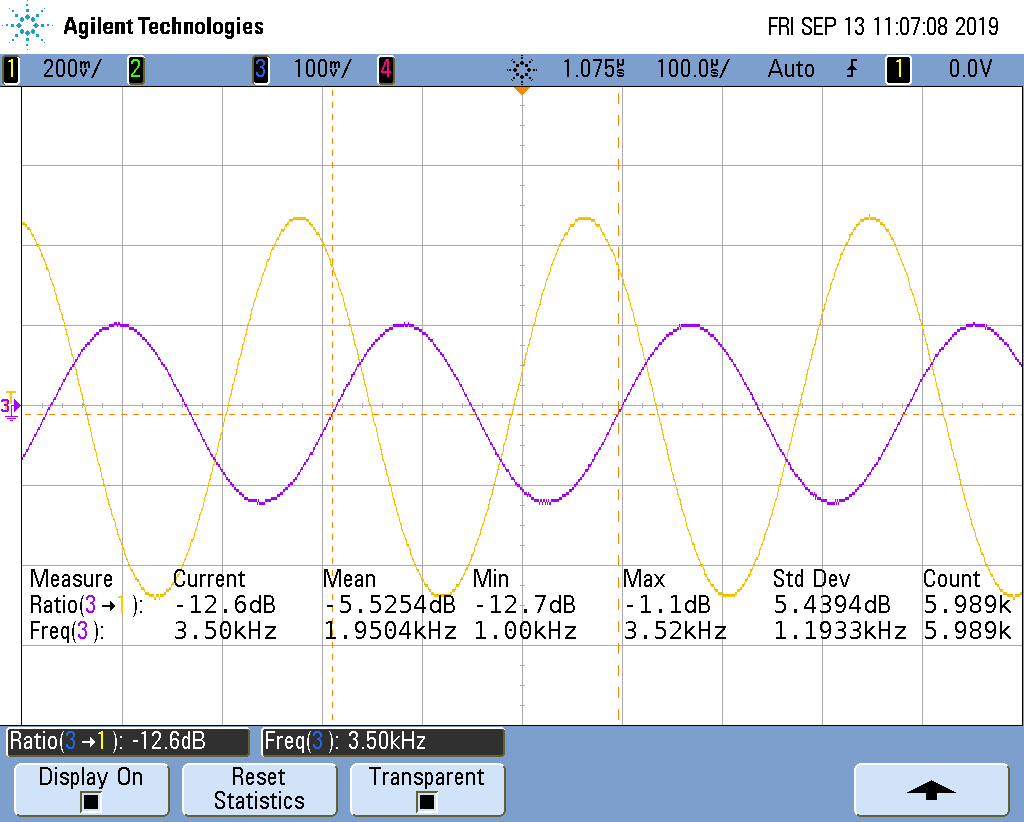 Agilent Technologies FRI SEP 13 11:07:08 2019
1 200mV/ 2 3 100mV/ 4 1.075µs 100.0µs/ Auto 1 0.0V
3
Measure Current Mean Min Max Std Dev Count
Ratio(3→1): -12.6dB -5.5254dB -12.7dB -1.1dB 5.4394dB 5.989k
Freq(3): 3.50kHz 1.9504kHz 1.00kHz 3.52kHz 1.1933kHz 5.989k
Ratio(3→1): -12.6dB Freq(3): 3.50kHz
Display On Reset Statistics Transparent